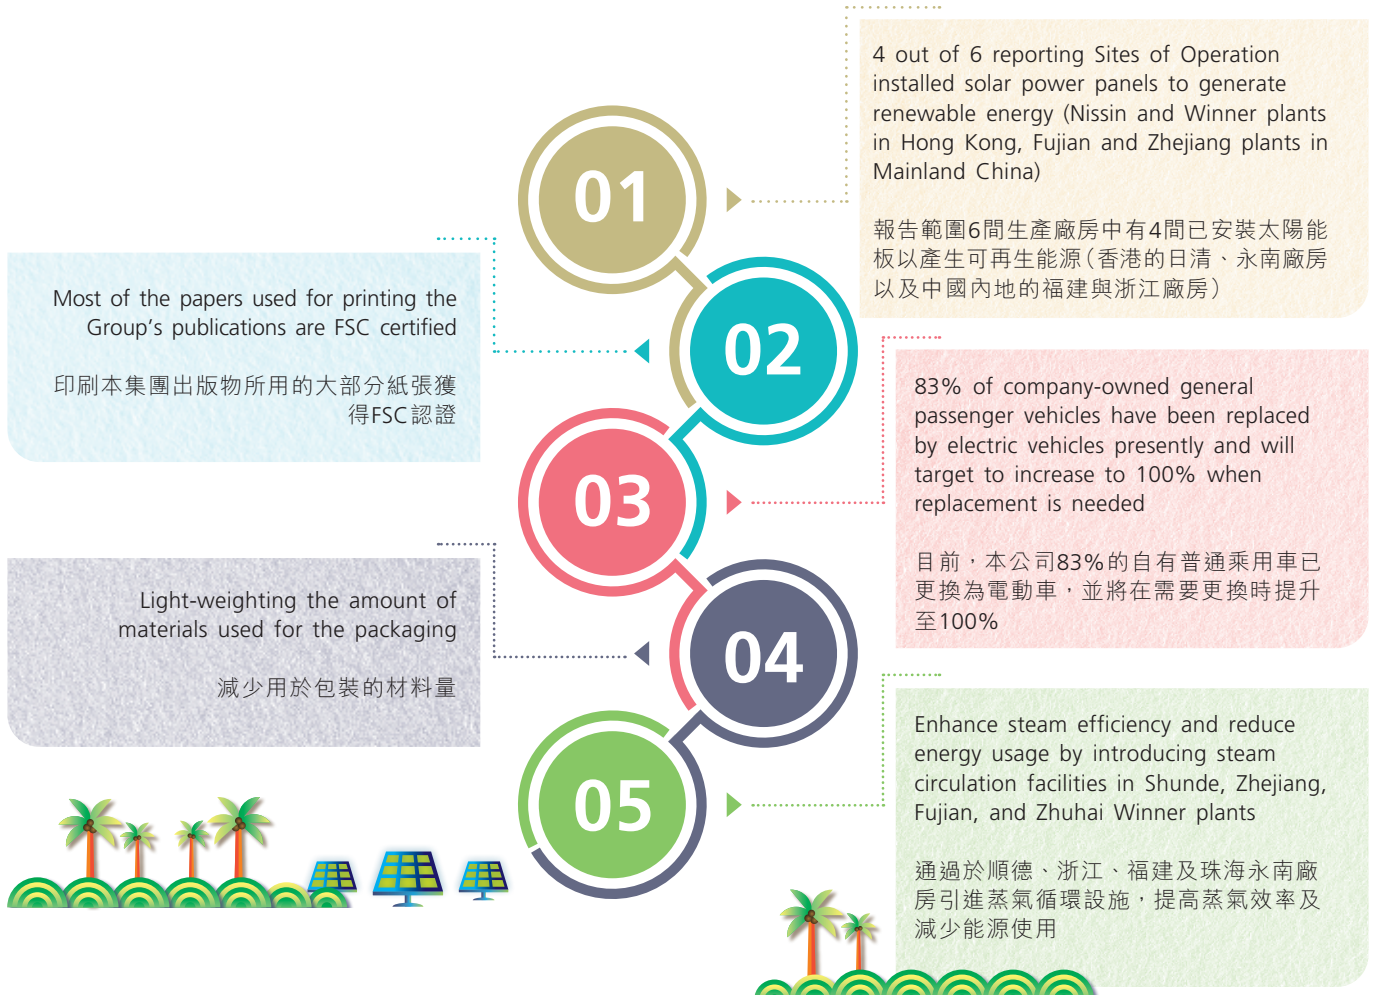 01
4 out of 6 reporting Sites of Operation
installed solar power panels to generate
renewable energy (Nissin and Winner plants
in Hong Kong, Fujian and Zhejiang plants in
Mainland China)
報告範圍6間生產廠房中有4間已安裝太陽能
板以產生可再生能源(香港的日清、永南廠房
以及中國內地的福建與浙江廠房)
02
Most of the papers used for printing the
Group’s publications are FSC certified
印刷本集團出版物所用的大部分紙張獲
得FSC認證
03
83% of company-owned general
passenger vehicles have been replaced
by electric vehicles presently and will
target to increase to 100% when
replacement is needed
目前，本公司83%的自有普通乘用車已
更換為電動車，並將在需要更換時提升
至100%
04
Light-weighting the amount of
materials used for the packaging
減少用於包裝的材料量
05
Enhance steam efficiency and reduce
energy usage by introducing steam
circulation facilities in Shunde, Zhejiang,
Fujian, and Zhuhai Winner plants
通過於順德、浙江、福建及珠海永南廠
房引進蒸氣循環設施，提高蒸氣效率及
減少能源使用